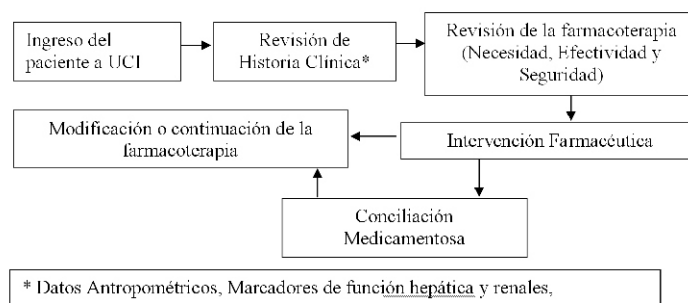 Ingreso del
paciente a UCI
Revisión de
Historia Clínica*
Revisión de la farmacoterapia
(Necesidad, Efectividad y
Seguridad)
Modificación o continuación de la
farmacoterapia
Intervención Farmacéutica
Conciliación
Medicamentosa
* Datos Antropométricos, Marcadores de función hepática y renales,